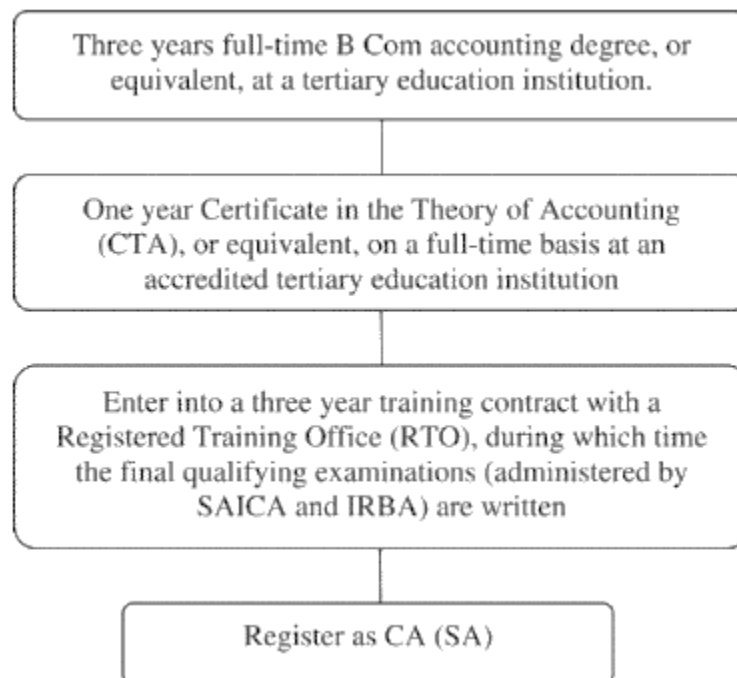 Three years full-time B Com accounting degree, or
equivalent, at a tertiary education institution.
One year Certificate in the Theory of Accounting
(CTA), or equivalent, on a full-time basis at an
accredited tertiary education institution
Enter into a three year training contract with a
Registered Training Office (RTO), during which time
the final qualifying examinations (administered by
SAICA and IRBA) are written
Register as CA (SA)